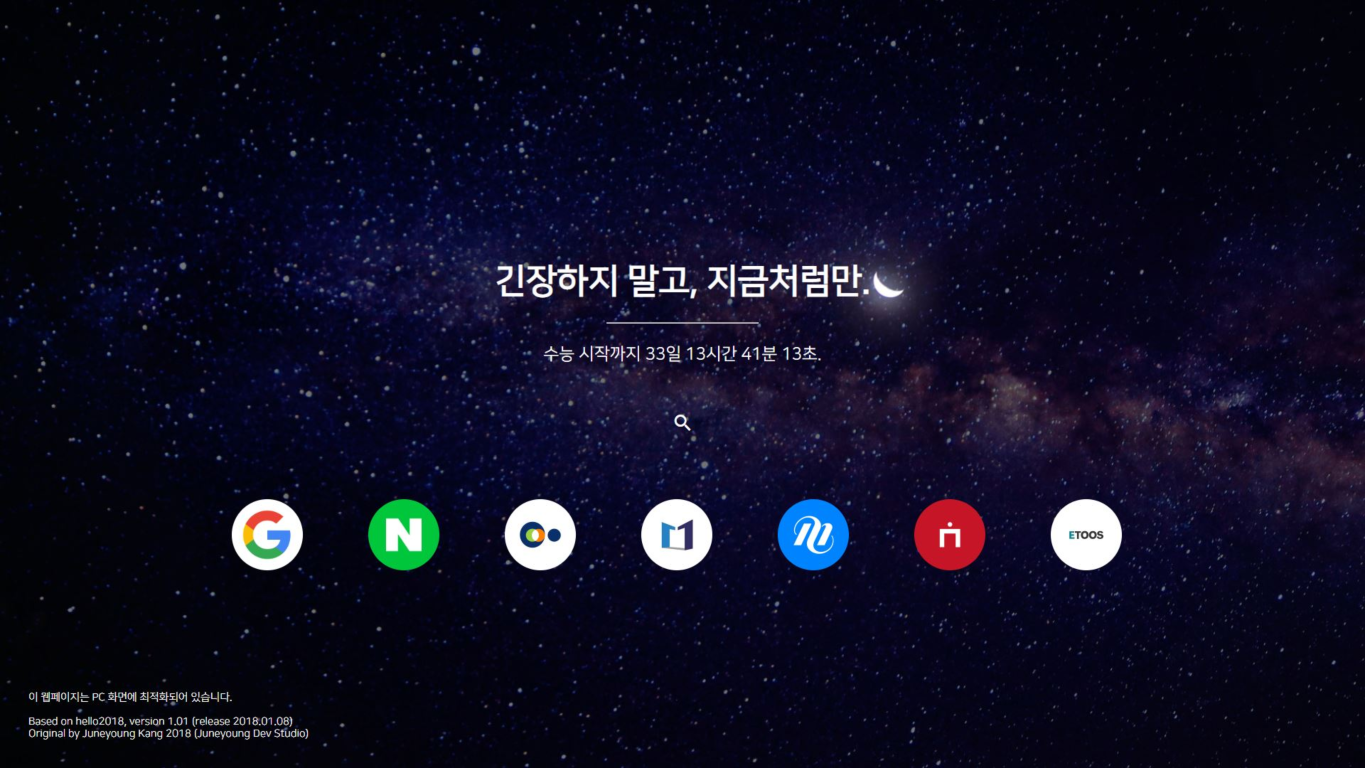 긴장하지 말고, 지금처럼만.
수능 시작까지 33일 13시간 41분 13초.
N
ETOOS
이 웹페이지는 PC 화면에 최적화되어 있습니다.
Based on hello2018, version 1.01 (release 2018.01.08)
Original by Juneyoung Kang 2018 (Juneyoung Dev Studio)